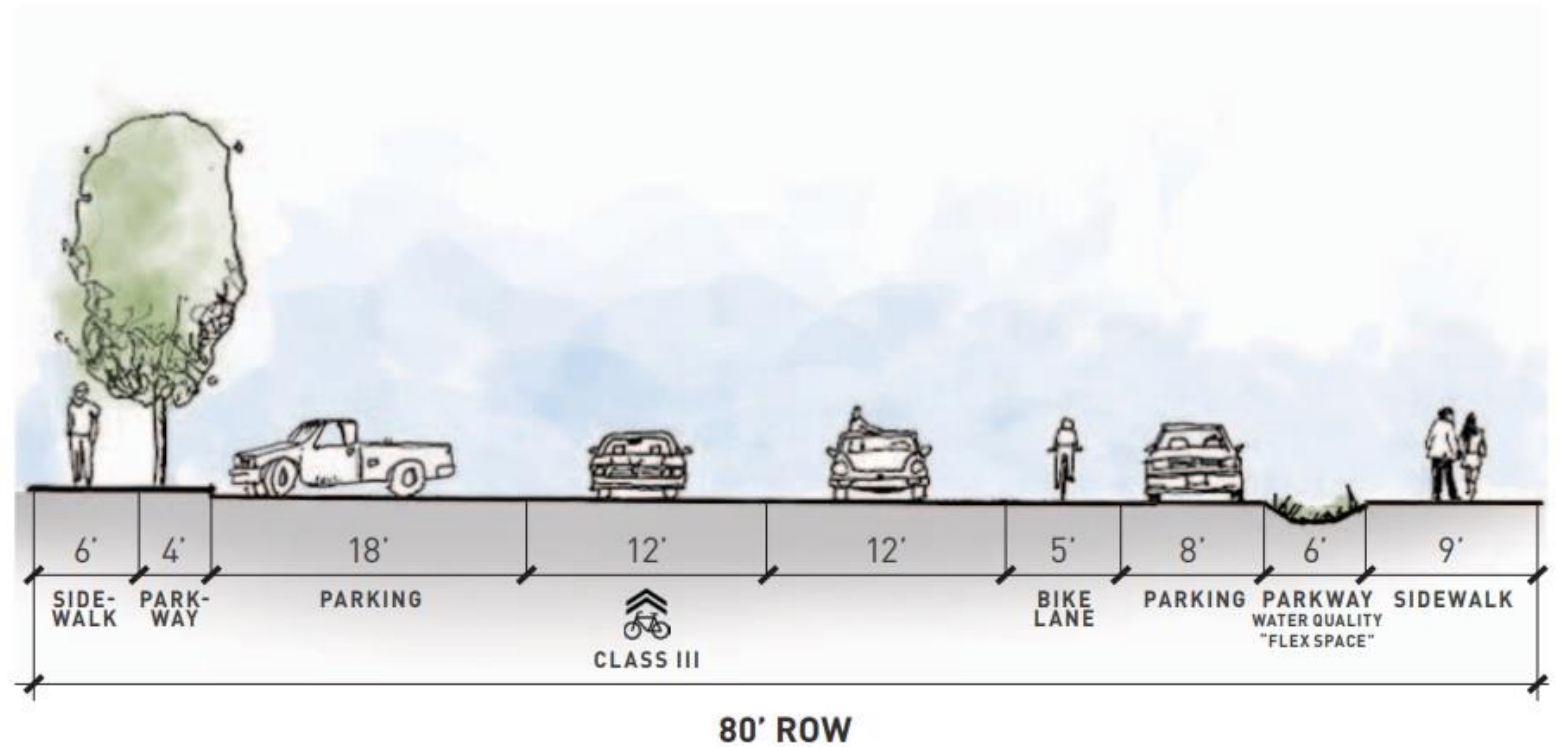 6' 4' 18' 12' 12' 5' 8' 6' 9'
SIDE-
WALK
PARK-
WAY
PARKING
CLASS III
BIKE
LANE
PARKING
PARKWAY
WATER QUALITY
"FLEX SPACE"
SIDEWALK
80' ROW